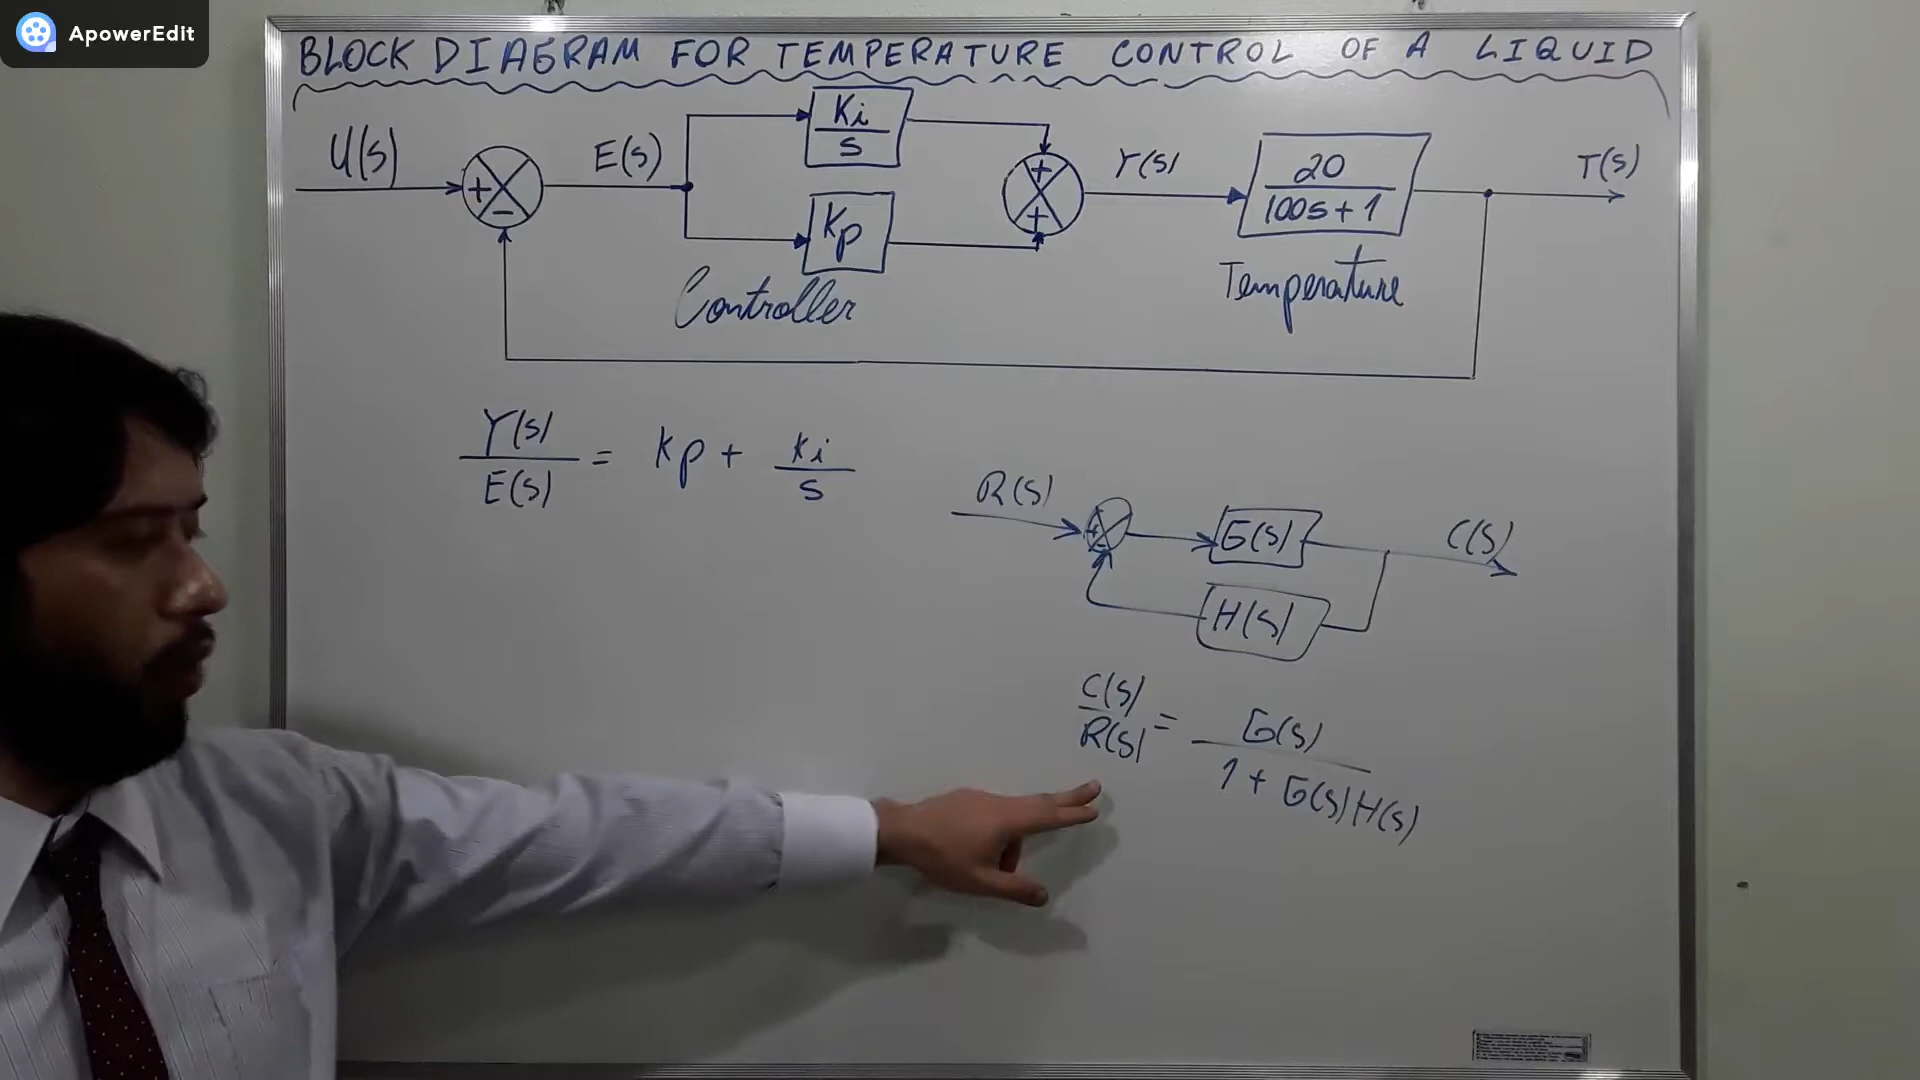 ApowerEdit
BLOCK DIAGRAM FOR TEMPERATURE CONTROL OF A LIQUID
U(s)
+
-
E(s)
Ki
s
Kp
Controller
+
+
Y(s)
20
100s+1
Temperature
T(s)
Y(s)
E(s)
=
Kp +
Ki
s
R(s)
+
-
G(s)
H(s)
C(s)
C(s)
R(s)
=
G(s)
1 + G(s)H(s)